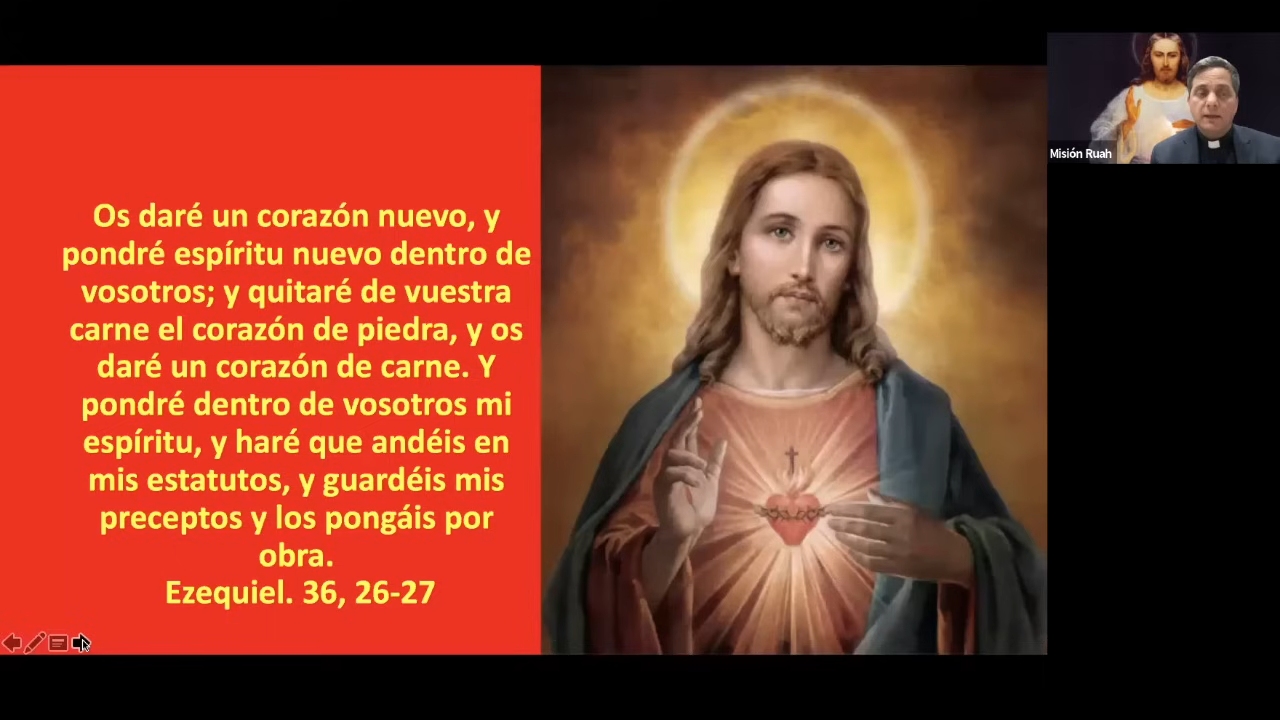 Os daré un corazón nuevo, y
pondré espíritu nuevo dentro de
vosotros; y quitaré de vuestra
carne el corazón de piedra, y os
daré un corazón de carne. Y
pondré dentro de vosotros mi
espíritu, y haré que andéis en
mis estatutos, y guardéis mis
preceptos y los pongáis por
obra.
Ezequiel. 36, 26-27
Misión Ruah